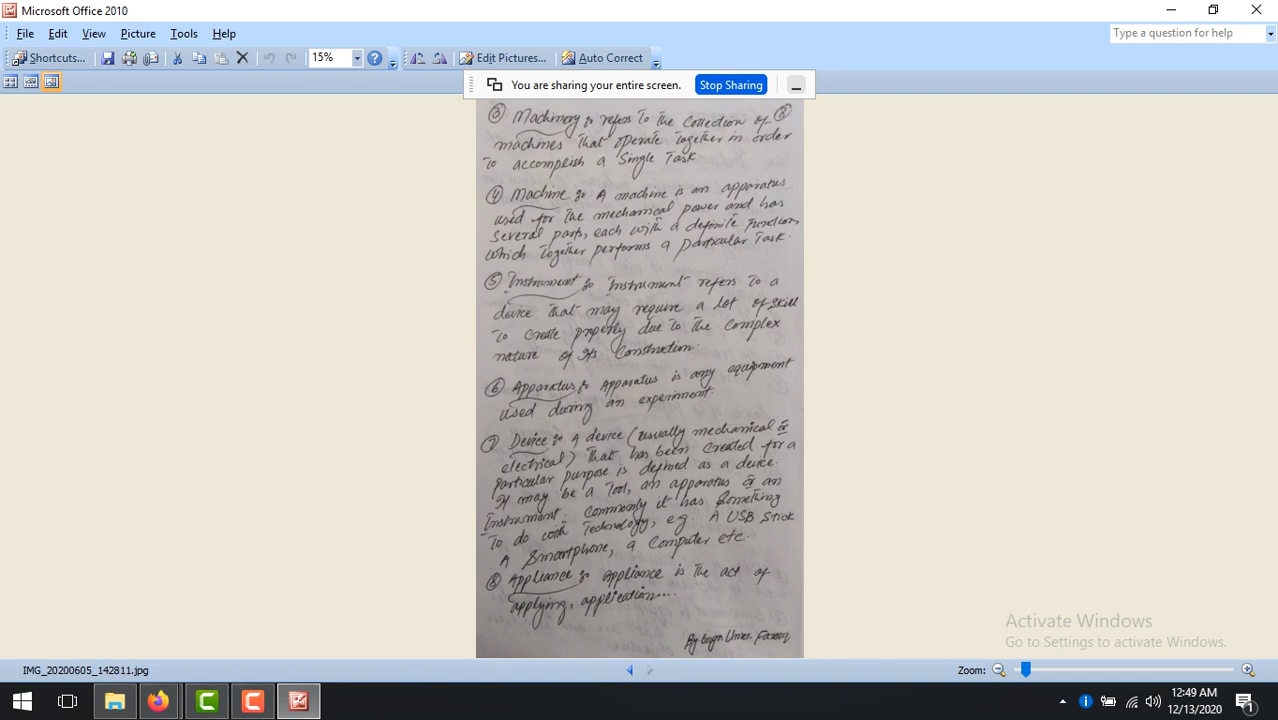 Microsoft Office 2010
File Edit View Picture Tools Help
Type a question for help
Shortcuts... 15% Edit Pictures... Auto Correct
You are sharing your entire screen. Stop Sharing
③ Machinery :- refers To the Collection of ⑧
machines That operate Together in order
To accomplish a Single Task
④ Machine :- A machine is an apparatus
used for the mechanical power and has
Several parts, each with a definite Function,
which Together performs a particular Task.
⑤ Instrument :- Instrument refers To a
device That may require a lot of skill
To Create properly due To the Complex
nature of Its Construction.
⑥ Apparatus :- Apparatus is any equipment
used during an experiment.
⑦ Device :- A device (usually mechanical or
electrical) That has been Created for a
particular purpose is defined as a device.
It may be a Tool, an apparatus or an
Instrument. Commonly it has Something
To do with Technology, eg A USB Stick
A Smartphone, a Computer etc.
⑧ Appliance :- Appliance is The act of
applying, application...
By Engr. Umer Farooq
Activate Windows
Go to Settings to activate Windows.
IMG_20200605_142811.jpg
Zoom:
12:49 AM
12/13/2020
1